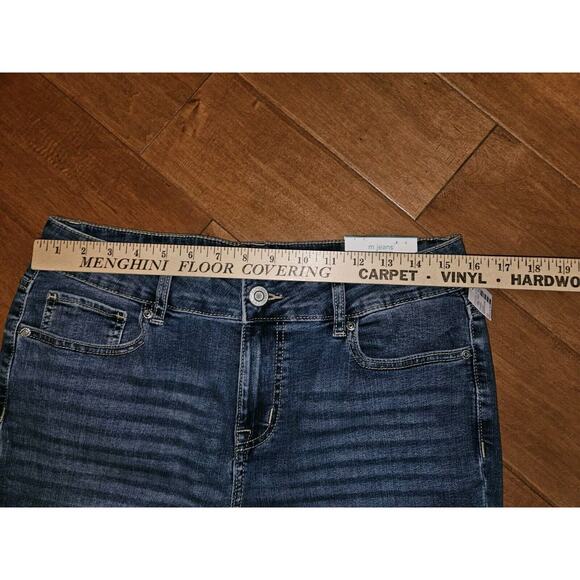 m jeans
1 2 3 4 5 6 7 8 9 10 11 12 13 14 15 16 17 18 19
MENGHINI FLOOR COVERING CARPET · VINYL · HARDWO